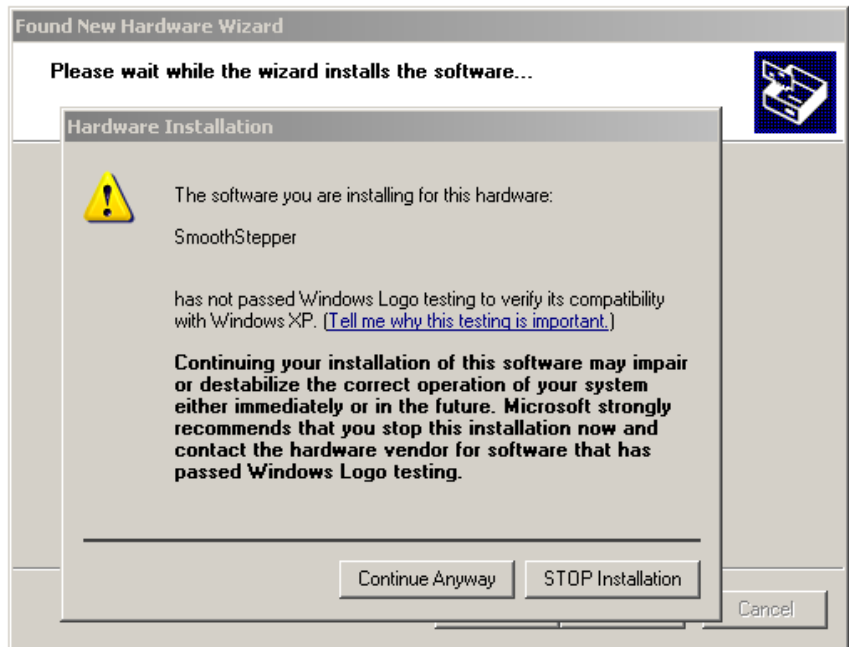 Found New Hardware Wizard
Please wait while the wizard installs the software...
Hardware Installation
The software you are installing for this hardware:
SmoothStepper
has not passed Windows Logo testing to verify its compatibility
with Windows XP. (Tell me why this testing is important.)
Continuing your installation of this software may impair
or destabilize the correct operation of your system
either immediately or in the future. Microsoft strongly
recommends that you stop this installation now and
contact the hardware vendor for software that has
passed Windows Logo testing.
Continue Anyway
STOP Installation
Cancel